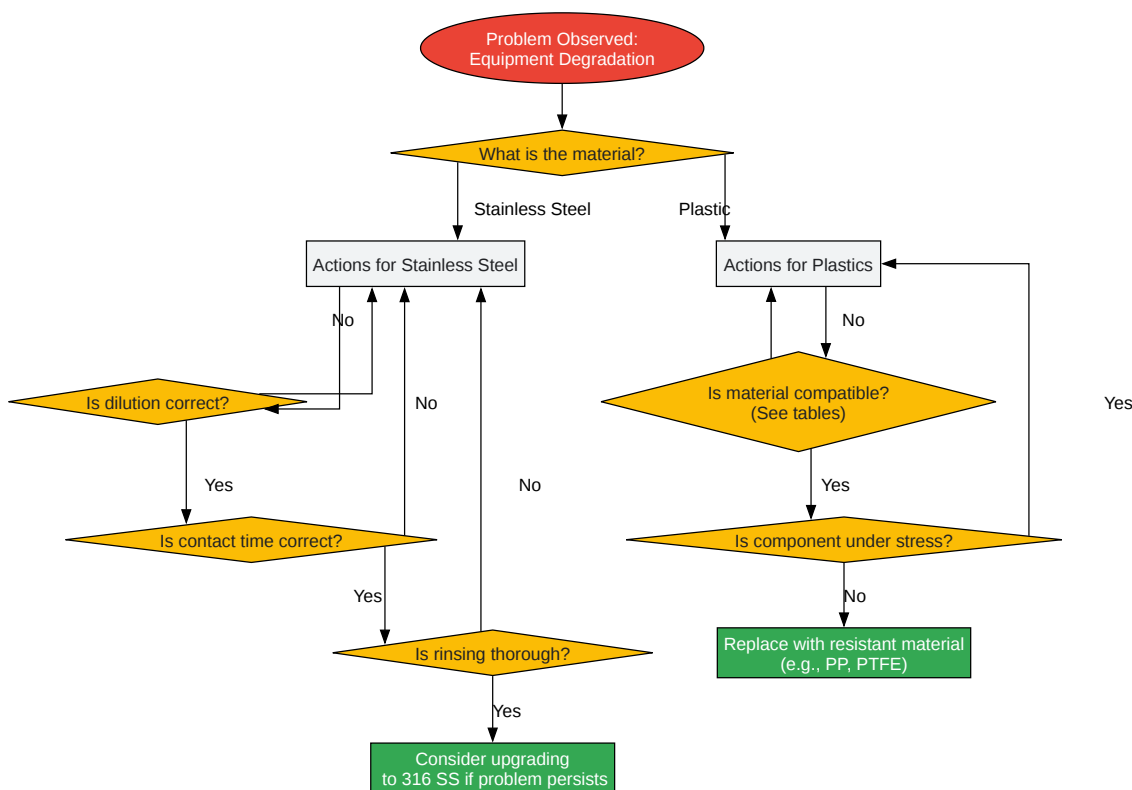 Problem Observed:
Equipment Degradation
What is the material?
Stainless Steel
Plastic
Actions for Stainless Steel
Actions for Plastics
No
No
Is dilution correct?
No
Is material compatible?
(See tables)
Yes
Yes
No
Yes
Is contact time correct?
Is component under stress?
Yes
No
Is rinsing thorough?
Replace with resistant material
(e.g., PP, PTFE)
Yes
Consider upgrading
to 316 SS if problem persists